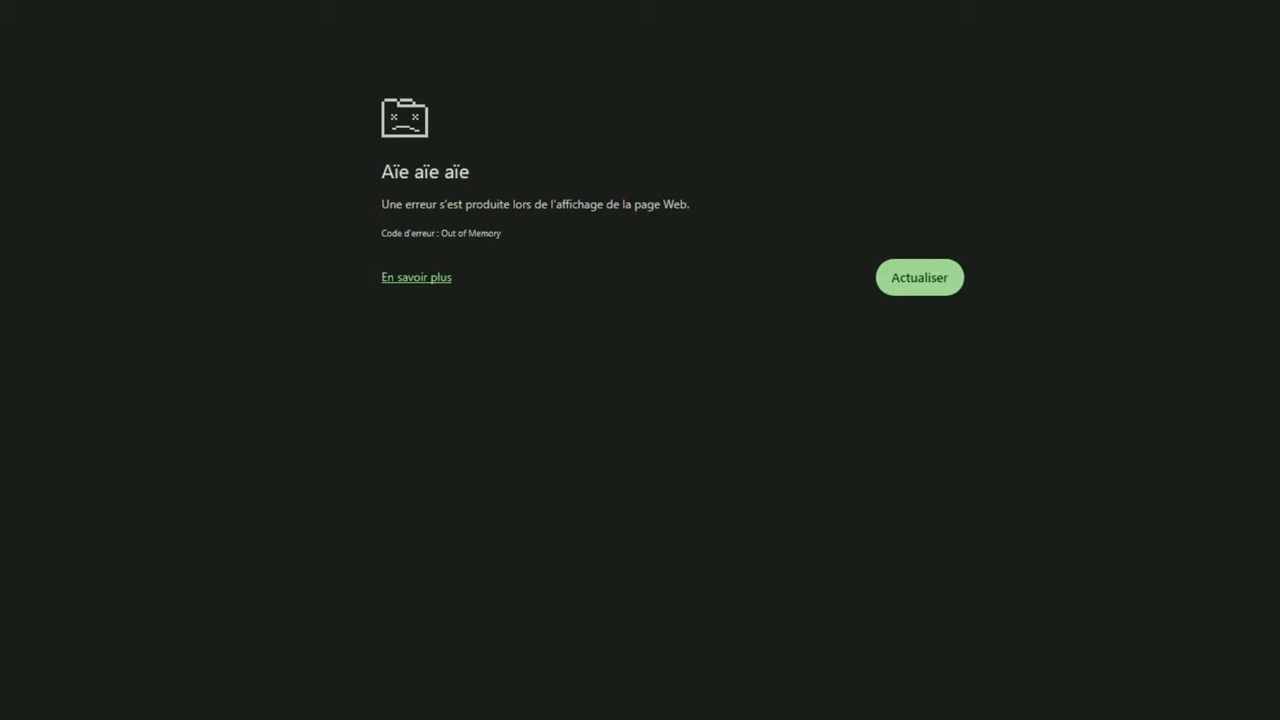 Aïe aïe aïe
Une erreur s'est produite lors de l'affichage de la page Web.
Code d'erreur : Out of Memory
En savoir plus
Actualiser